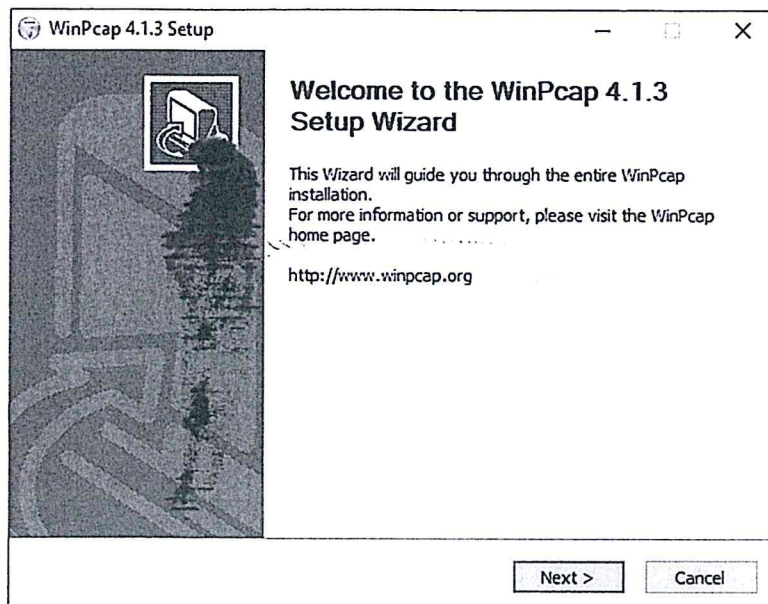 WinPcap 4.1.3 Setup
Welcome to the WinPcap 4.1.3
Setup Wizard
This Wizard will guide you through the entire WinPcap
installation.
For more information or support, please visit the WinPcap
home page.
http://www.winpcap.org
Next >
Cancel